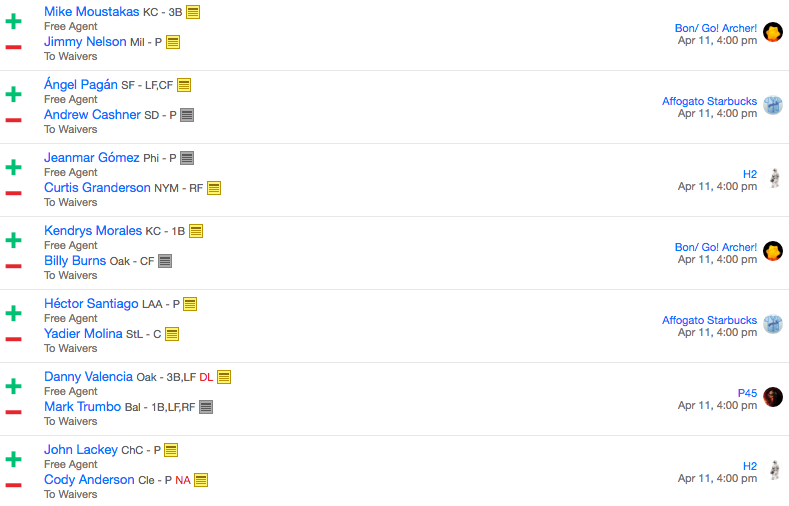 Mike Moustakas KC - 3B
Free Agent
Jimmy Nelson Mil - P
To Waivers
Bon/ Go! Archer!
Apr 11, 4:00 pm
Ángel Pagán SF - LF,CF
Free Agent
Andrew Cashner SD - P
To Waivers
Affogato Starbucks
Apr 11, 4:00 pm
Jeanmar Gómez Phi - P
Free Agent
Curtis Granderson NYM - RF
To Waivers
H2
Apr 11, 4:00 pm
Kendrys Morales KC - 1B
Free Agent
Billy Burns Oak - CF
To Waivers
Bon/ Go! Archer!
Apr 11, 4:00 pm
Héctor Santiago LAA - P
Free Agent
Yadier Molina StL - C
To Waivers
Affogato Starbucks
Apr 11, 4:00 pm
Danny Valencia Oak - 3B,LF DL
Free Agent
Mark Trumbo Bal - 1B,LF,RF
To Waivers
P45
Apr 11, 4:00 pm
John Lackey ChC - P
Free Agent
Cody Anderson Cle - P NA
To Waivers
H2
Apr 11, 4:00 pm